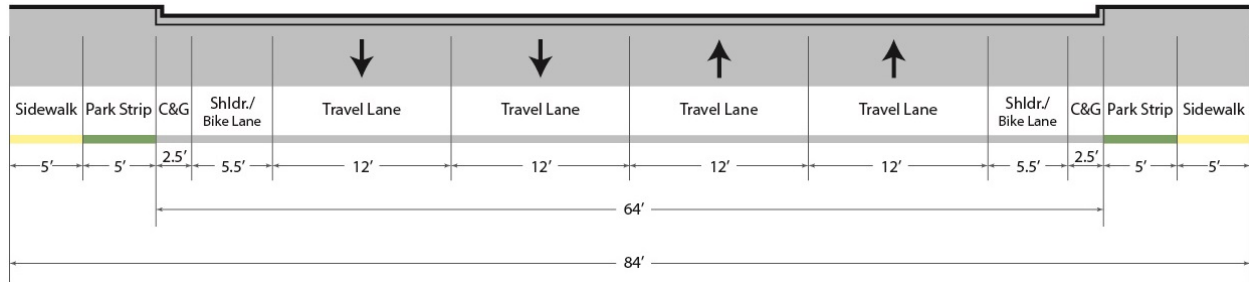 Sidewalk Park Strip C&G Shldr./ Travel Lane Travel Lane Travel Lane Travel Lane Shldr./ C&G Park Strip Sidewalk
Bike Lane Bike Lane
5’ 5’ 2.5’ 5.5’ 12’ 12’ 12’ 12’ 5.5’ 2.5’ 5’ 5’
64’
84’